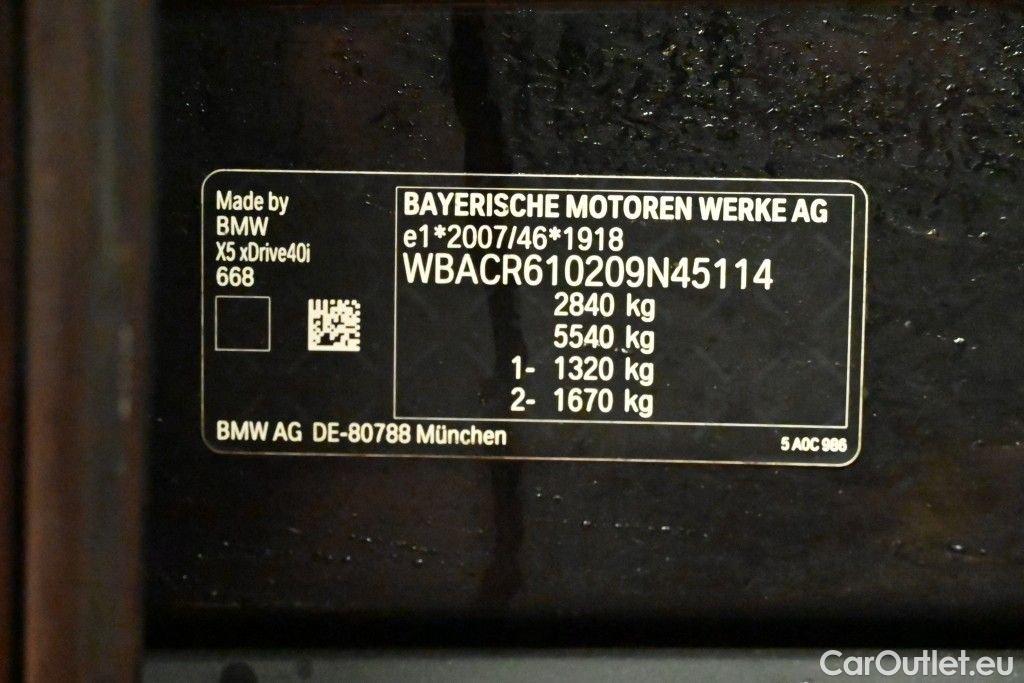 Made by
BMW
X5 xDrive40i
668
BAYERISCHE MOTOREN WERKE AG
e1*2007/46*1918
WBACR610209N45114
2840 kg
5540 kg
1- 1320 kg
2- 1670 kg
BMW AG DE-80788 München
5 A0C 986
CarOutlet.eu